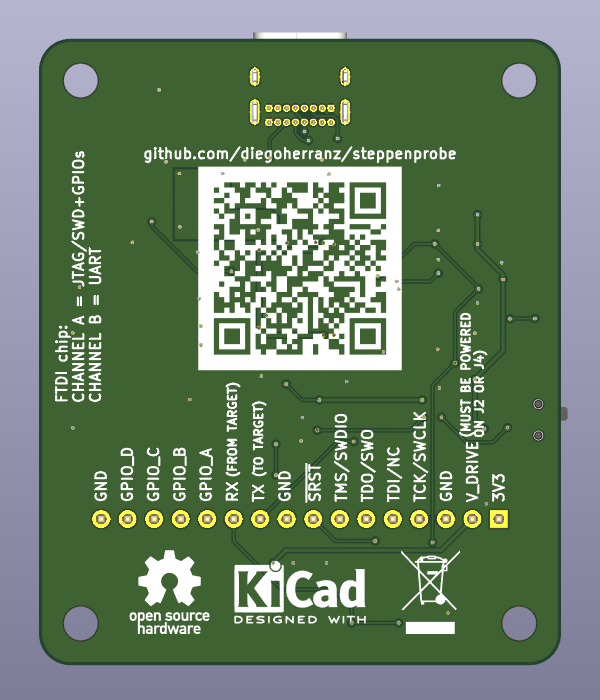 github.com/diegoherranz/steppenprobe
FTDI chip:
CHANNEL A = JTAG/SWD+GPIOs
CHANNEL B = UART
GND
GPIO_D
GPIO_C
GPIO_B
GPIO_A
RX (FROM TARGET)
TX (TO TARGET)
GND
SRST
TMS/SWDIO
TDO/SWO
TDI/NC
TCK/SWCLK
GND
V_DRIVE (MUST BE POWERED
ON J2 OR J4)
3V3
open source
hardware
KiCad
DESIGNED WITH